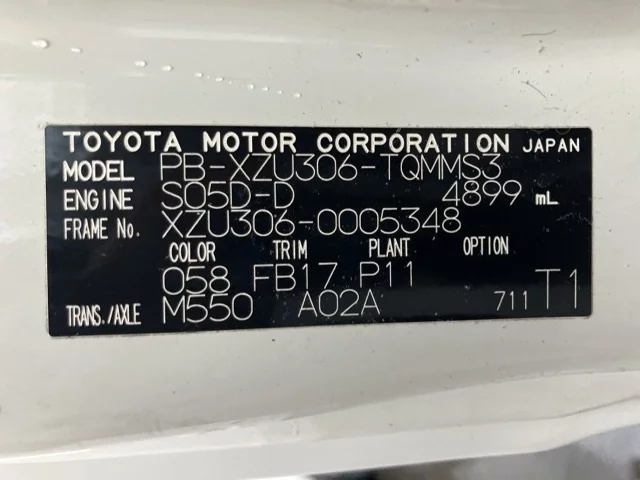 TOYOTA MOTOR CORPORATION JAPAN
MODEL PB-XZU306-TQMMS3
ENGINE S05D-D 4899 mL
FRAME No. XZU306-0005348
COLOR TRIM PLANT OPTION
058 FB17 P11
TRANS./AXLE M550 A02A 711 T1